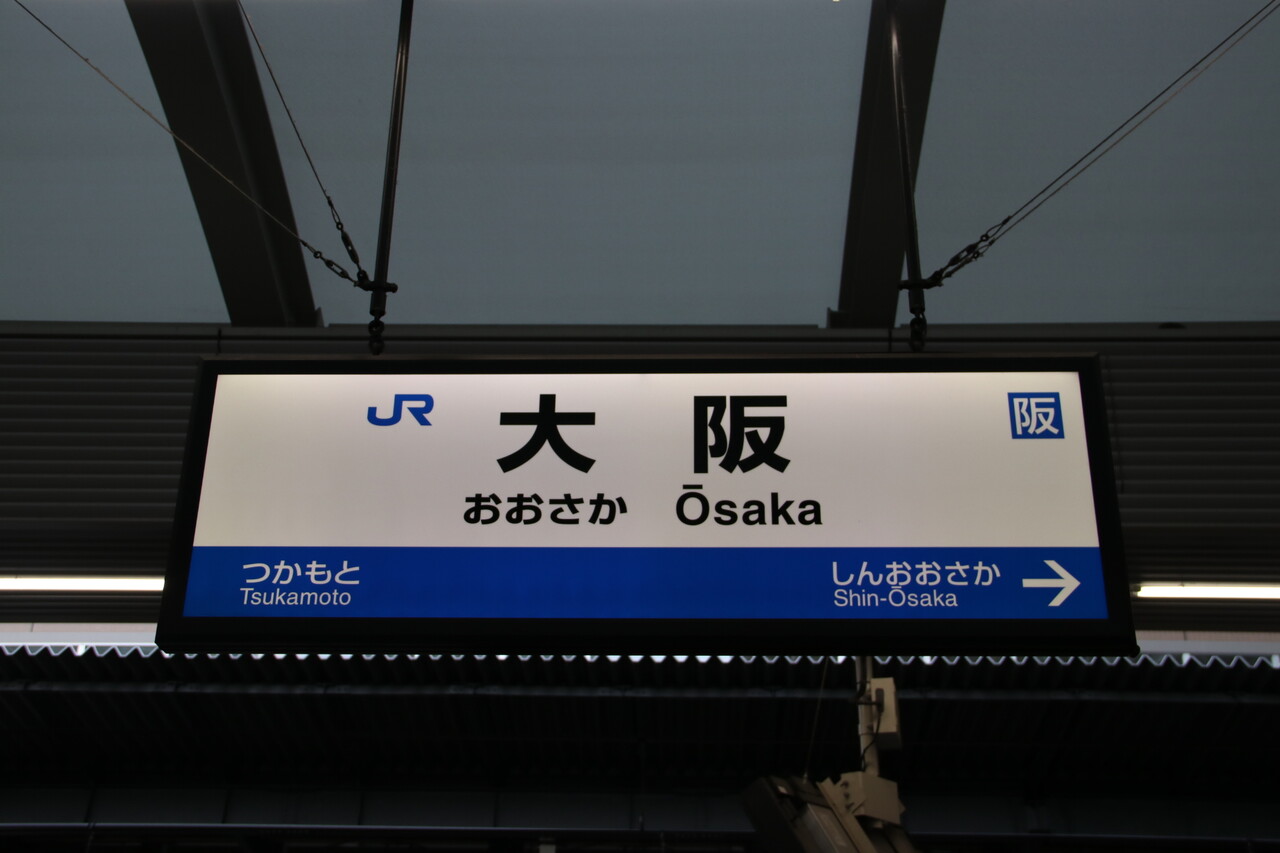 JR 大阪 阪
おおさか Ōsaka
つかもと しんおおさか →
Tsukamoto Shin-Ōsaka